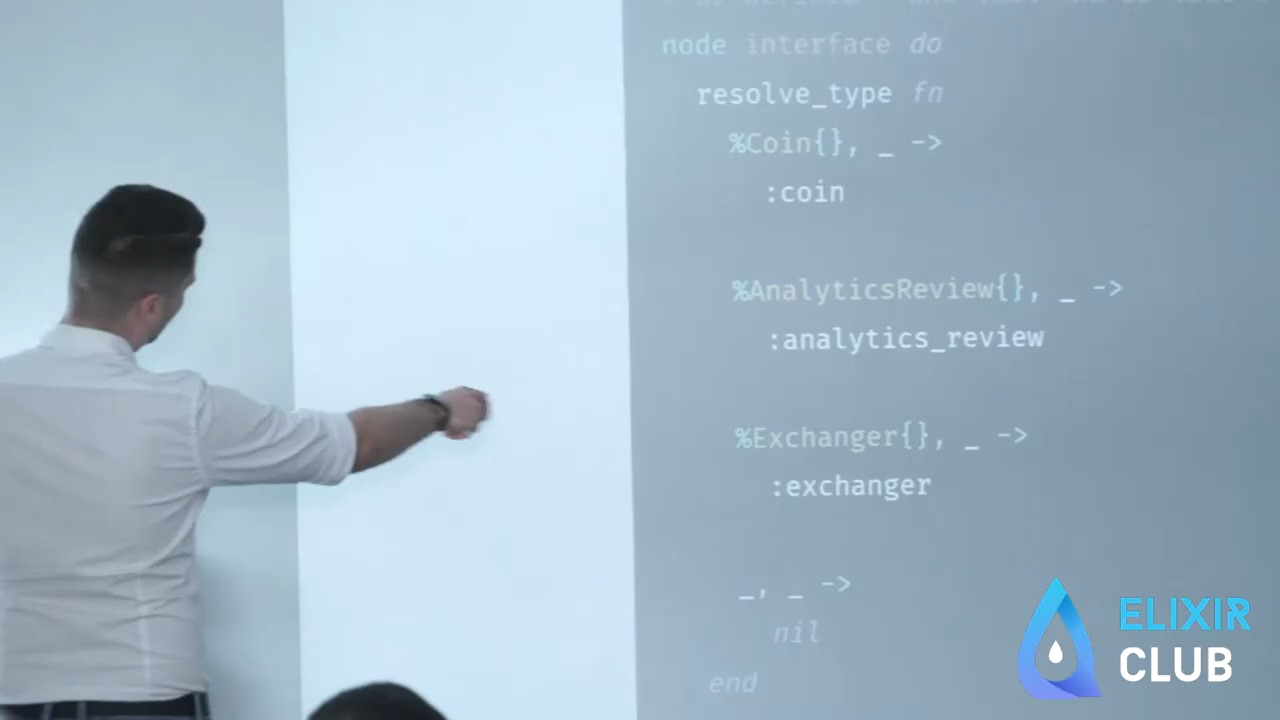 node interface do
resolve_type fn
%Coin{}, _ ->
:coin
%AnalyticsReview{}, _ ->
:analytics_review
%Exchanger{}, _ ->
:exchanger
_, _ ->
nil
end
ELIXIR
CLUB